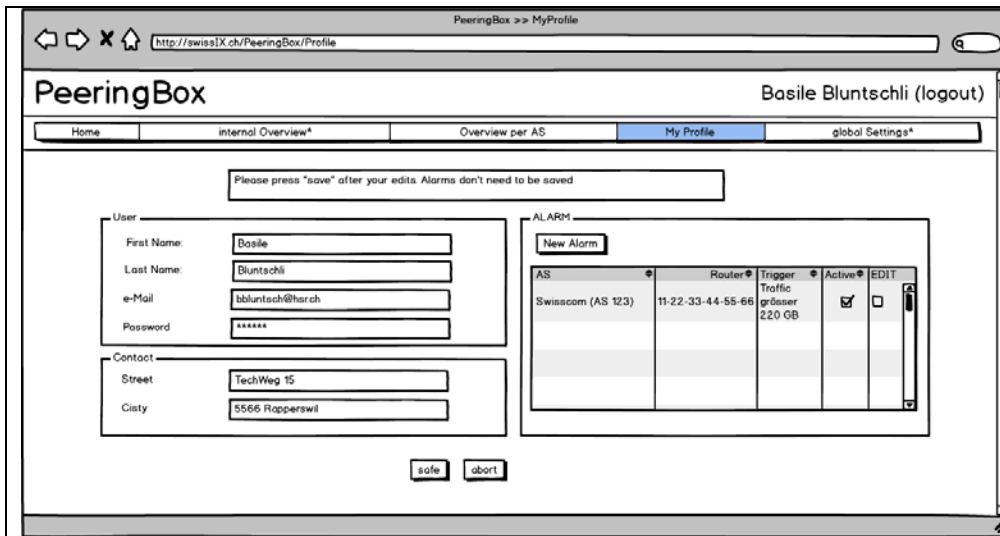 PeeringBox >> MyProfile
http://swissIX.ch/PeeringBox/Profile
PeeringBox
Basile Bluntschli (logout)
Home internal Overview* Overview per AS My Profile global Settings*
Please press "save" after your edits. Alarms don't need to be saved
User
First Name: Basile
Last Name: Bluntschli
e-Mail bbluntsch@hsr.ch
Password ******
Contact
Street TechWeg 15
Cisty 5566 Rapperswil
ALARM
New Alarm
AS Router Trigger Active EDIT
Swisscom (AS 123) 11-22-33-44-55-66 Traffic
grösser
220 GB
safe abort